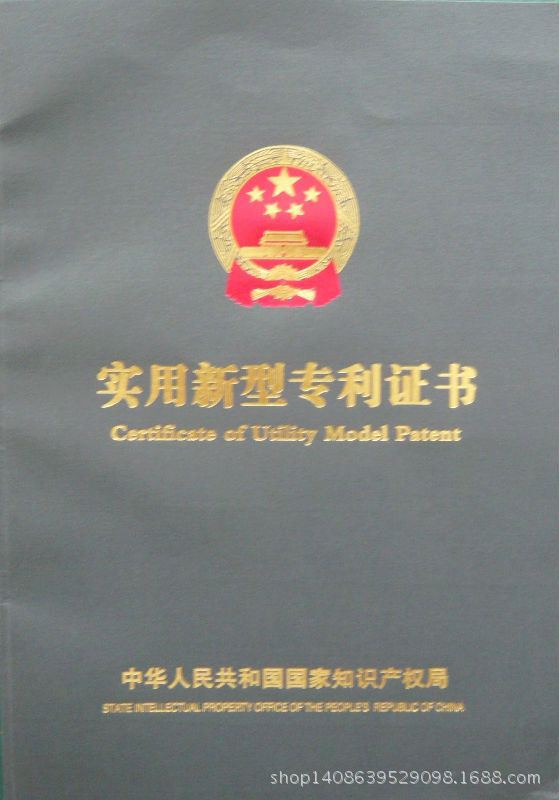 实用新型专利证书
Certificate of Utility Model Patent
中华人民共和国国家知识产权局
STATE INTELLECTUAL PROPERTY OFFICE OF THE PEOPLE'S REPUBLIC OF CHINA
shop1408639529098.1688.com